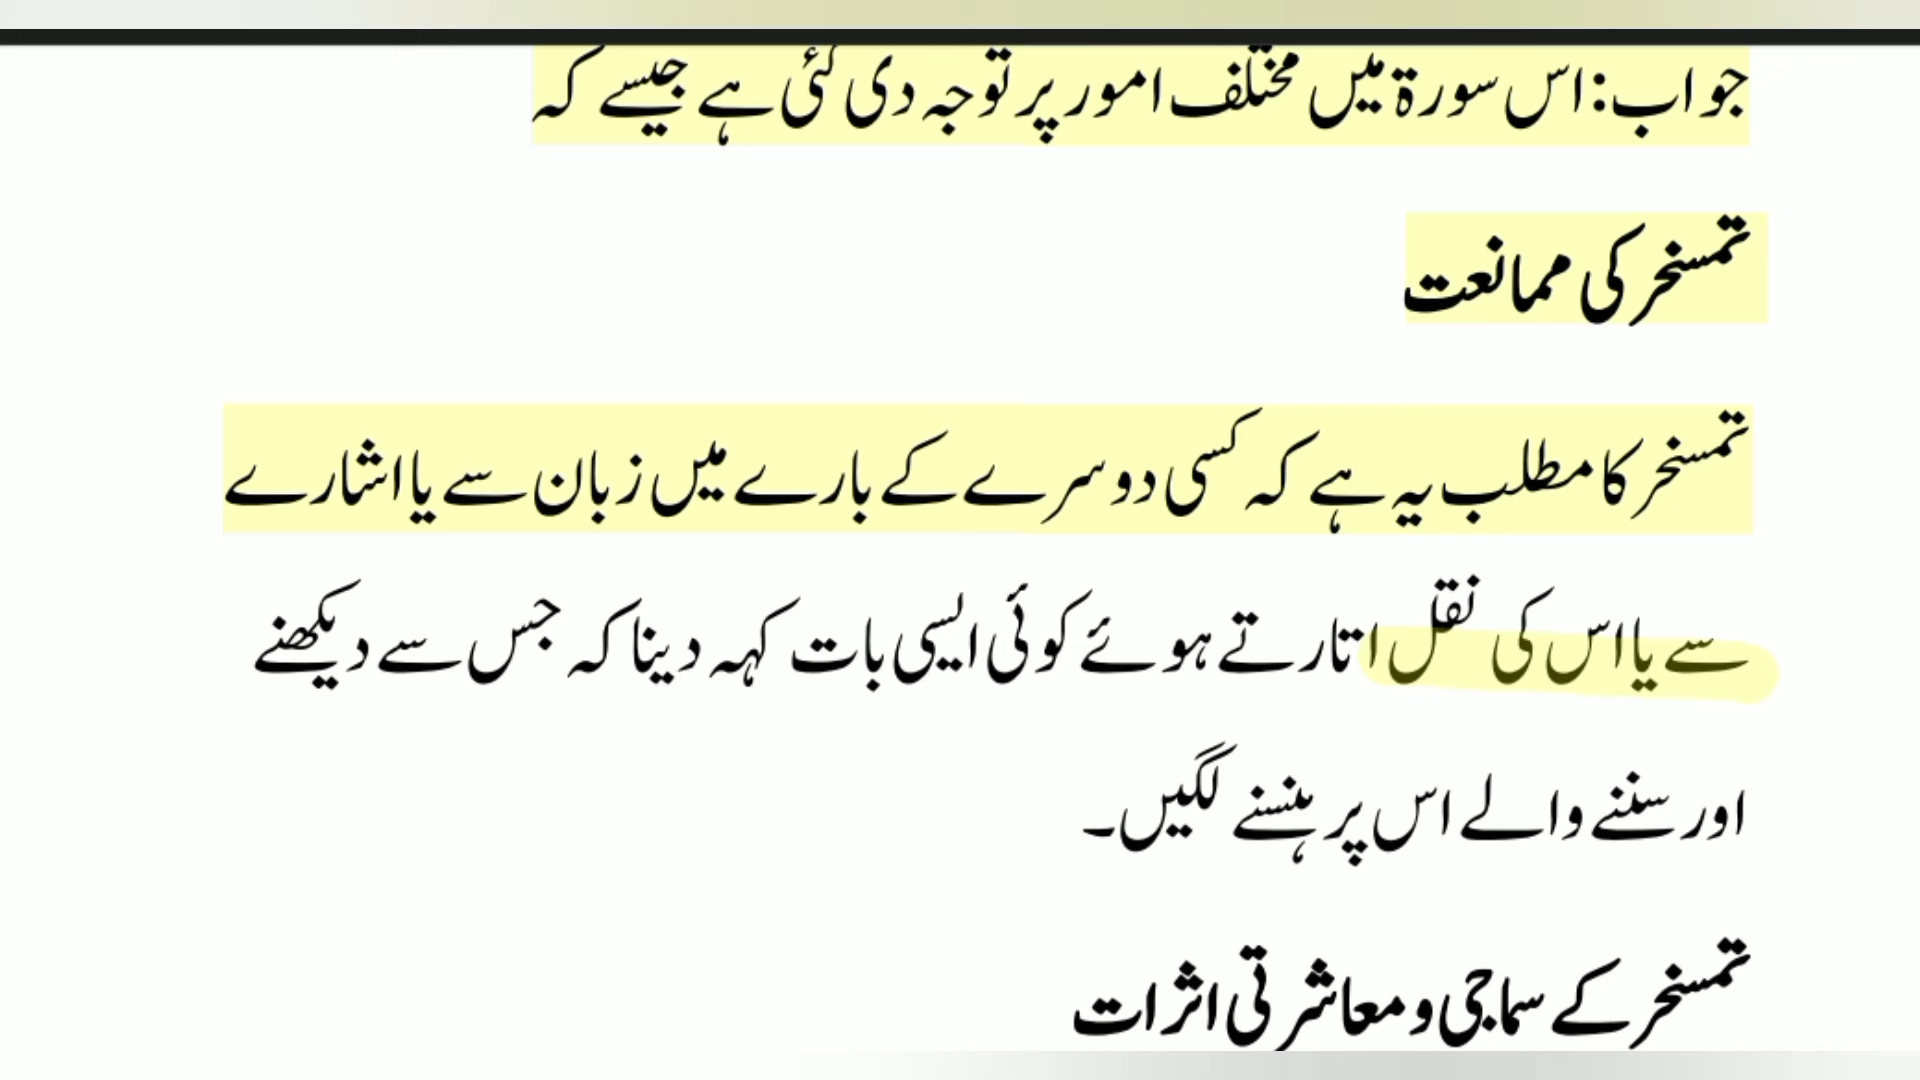 جواب: اس سورۃ میں مختلف امور پر توجہ دی گئی ہے جیسے کہ
تمسخر کی ممانعت
تمسخر کا مطلب یہ ہے کہ کسی دوسرے کے بارے میں زبان سے یا اشارے
سے یا اس کی نقل اتارتے ہوئے کوئی ایسی بات کہہ دینا کہ جس سے دیکھنے
اور سننے والے اس پر ہنسنے لگیں۔
تمسخر کے سماجی و معاشرتی اثرات